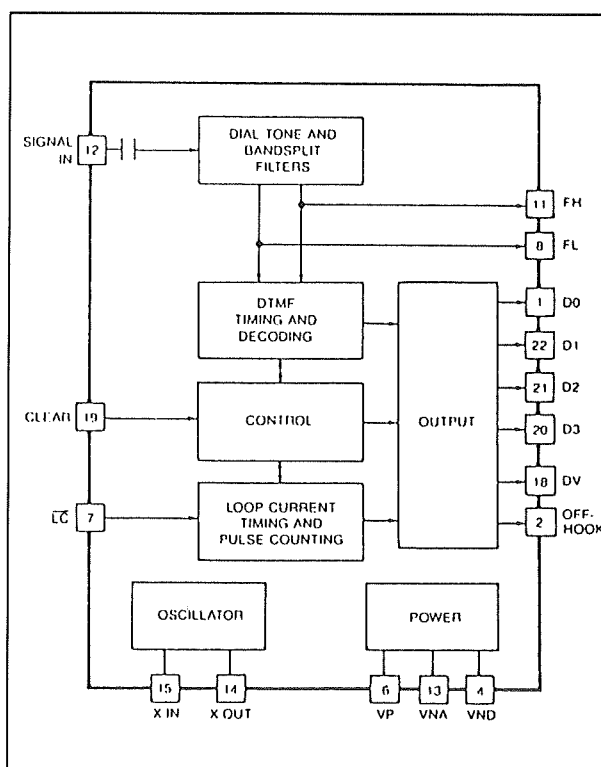 SIGNAL
IN
12
DIAL TONE AND
BANDSPLIT
FILTERS
11 FH
8 FL
DTMF
TIMING AND
DECODING
1 D0
22 D1
21 D2
CLEAR 19
CONTROL
OUTPUT
20 D3
LC 7
LOOP CURRENT
TIMING AND
PULSE COUNTING
18 DV
2 OFF-
HOOK
OSCILLATOR
POWER
15 14 6 13 4
X IN X OUT VP VNA VND